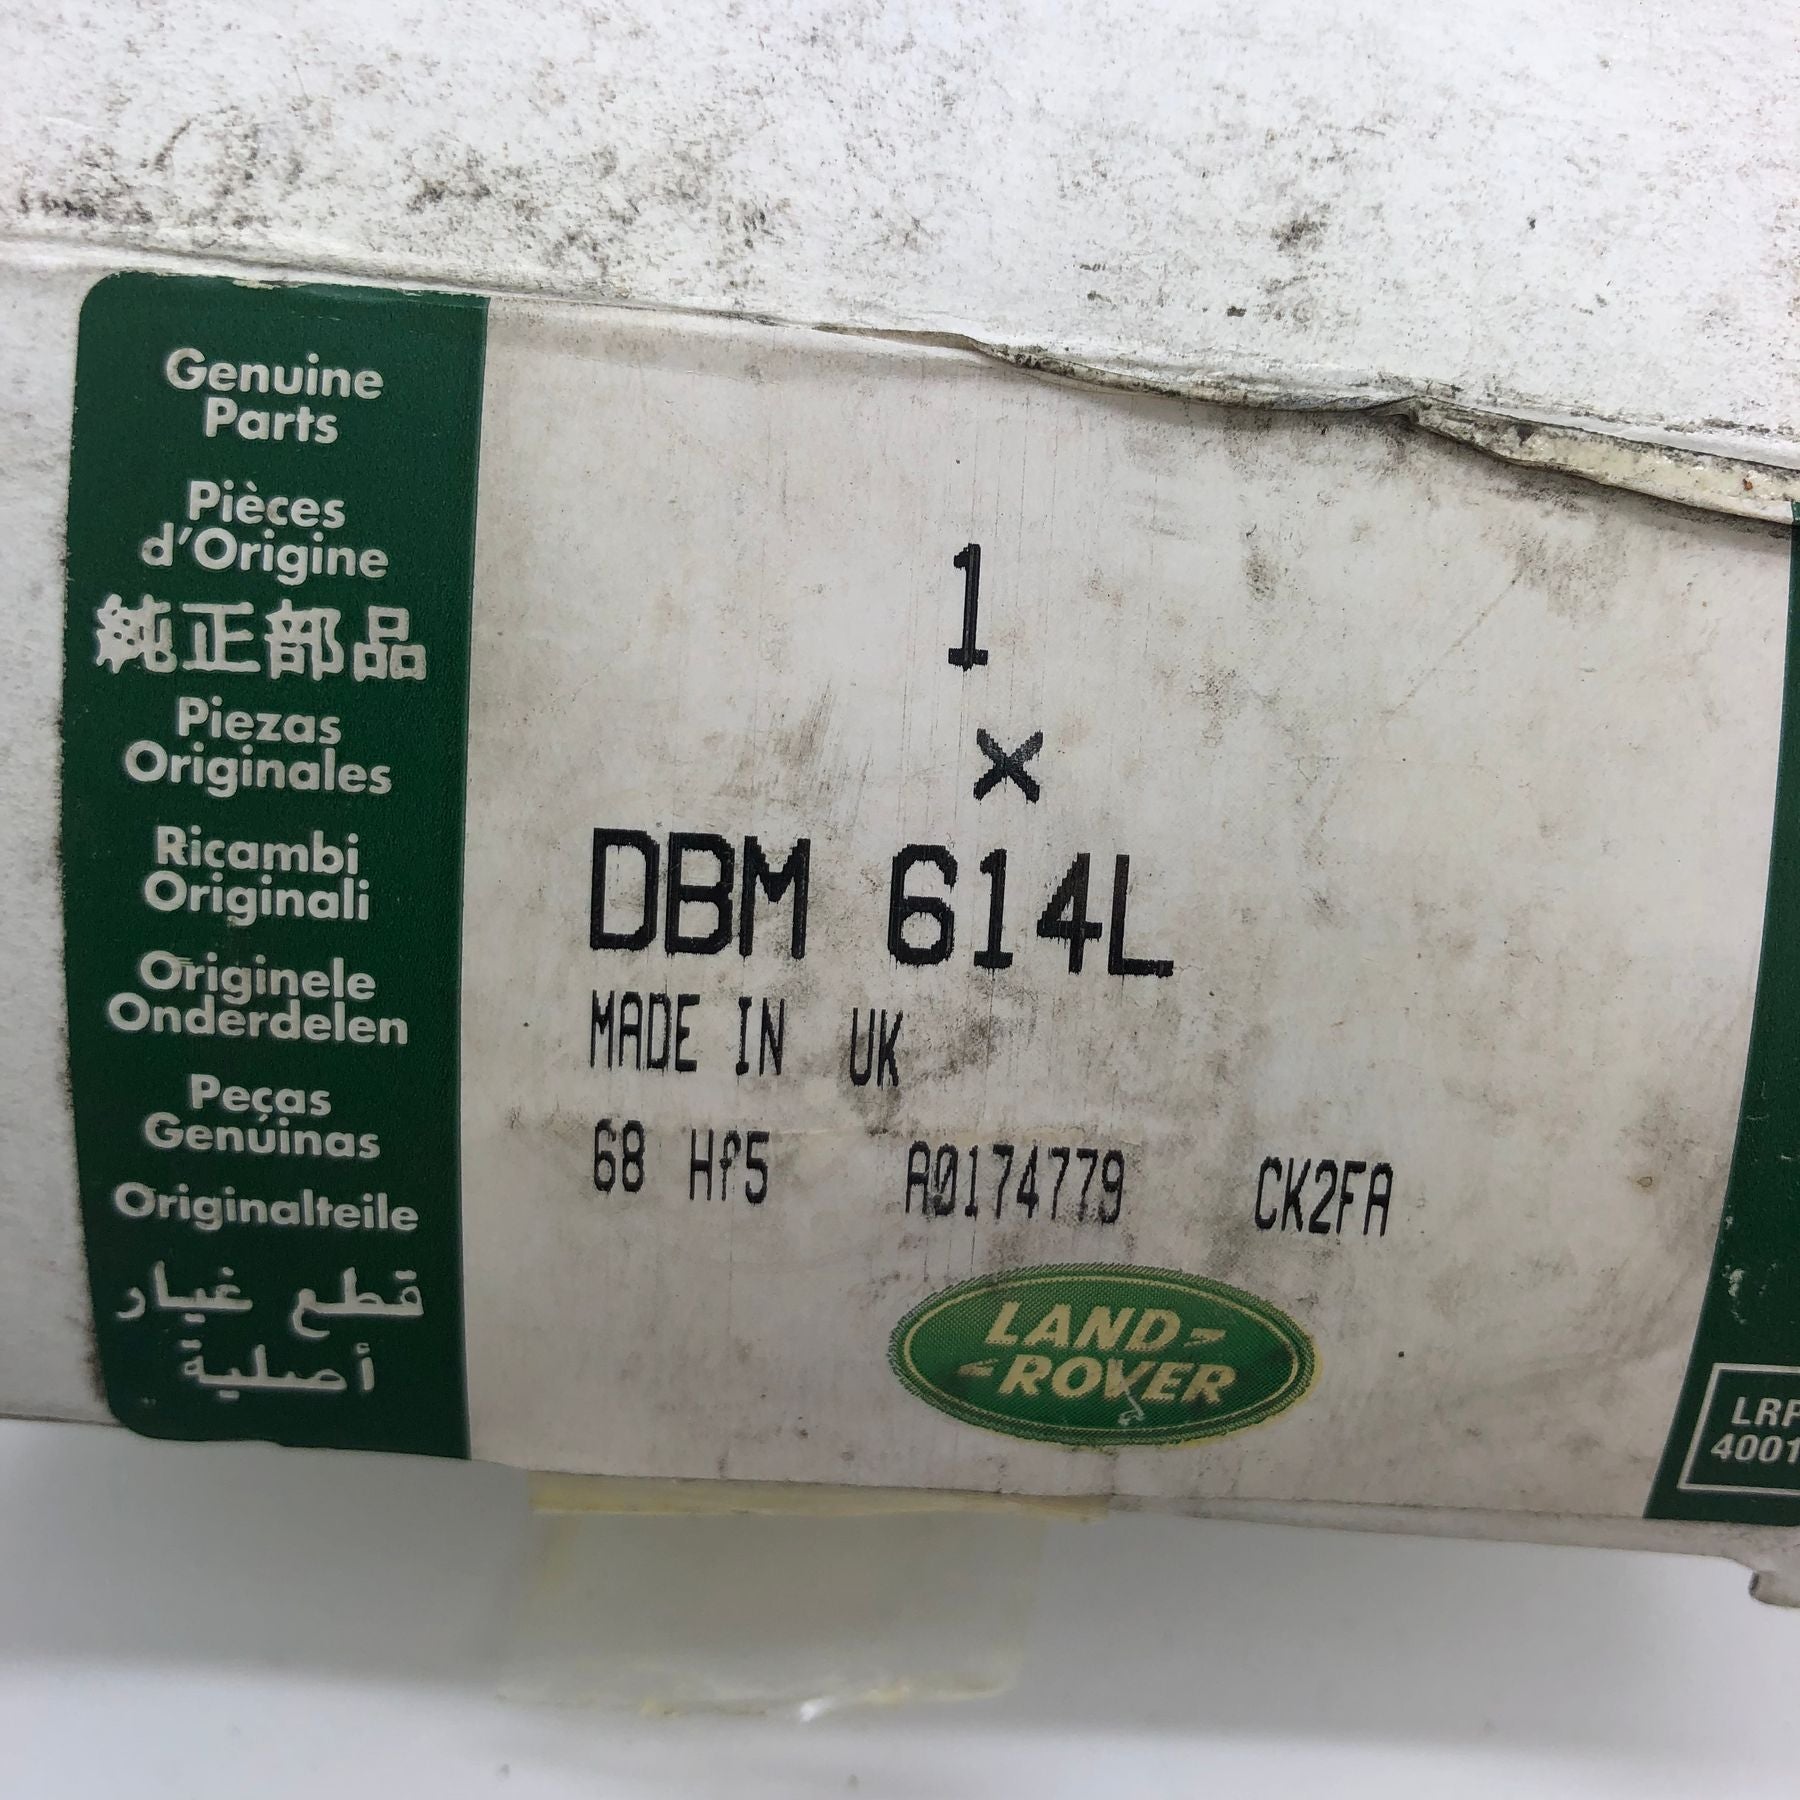 Genuine
Parts
Pièces
d'Origine
純正部品
Piezas
Originales
Ricambi
Originali
Originele
Onderdelen
Peças
Genúinas
Originalteile
قطع غيار
أصلية
1
×
DBM 614L
MADE IN UK
68 Hf5 A0174779 CK2FA
LAND-
-ROVER
LRP
4001